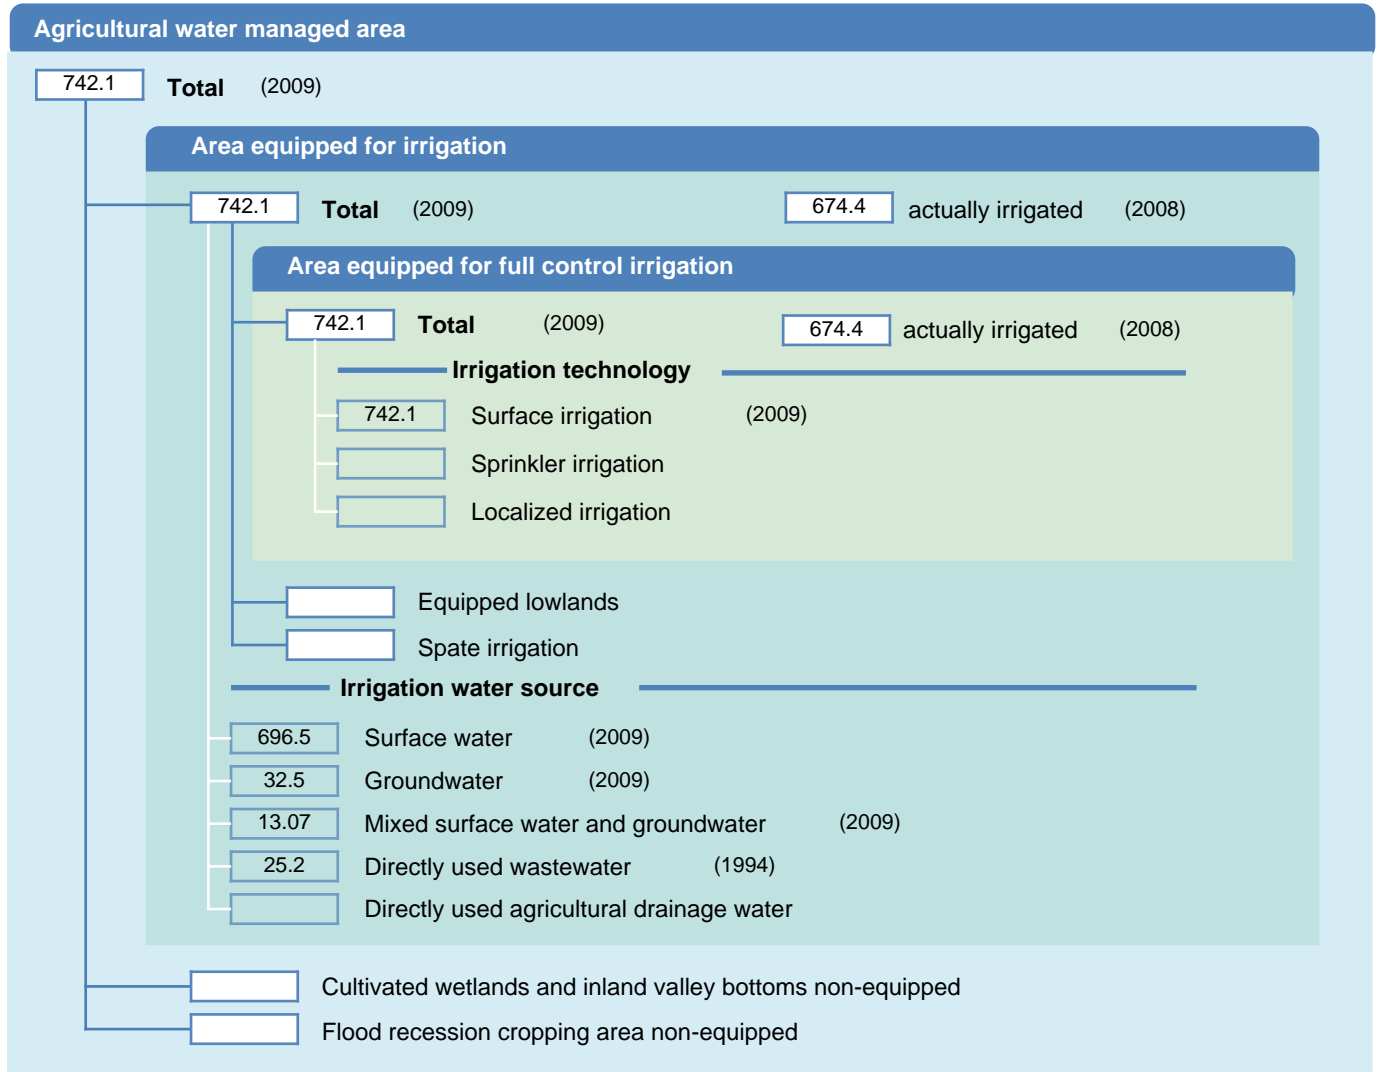 Agricultural water managed area
742.1 Total (2009)
Area equipped for irrigation
742.1 Total (2009) 674.4 actually irrigated (2008)
Area equipped for full control irrigation
742.1 Total (2009) 674.4 actually irrigated (2008)
Irrigation technology
742.1 Surface irrigation (2009)
Sprinkler irrigation
Localized irrigation
Equipped lowlands
Spate irrigation
Irrigation water source
696.5 Surface water (2009)
32.5 Groundwater (2009)
13.07 Mixed surface water and groundwater (2009)
25.2 Directly used wastewater (1994)
Directly used agricultural drainage water
Cultivated wetlands and inland valley bottoms non-equipped
Flood recession cropping area non-equipped